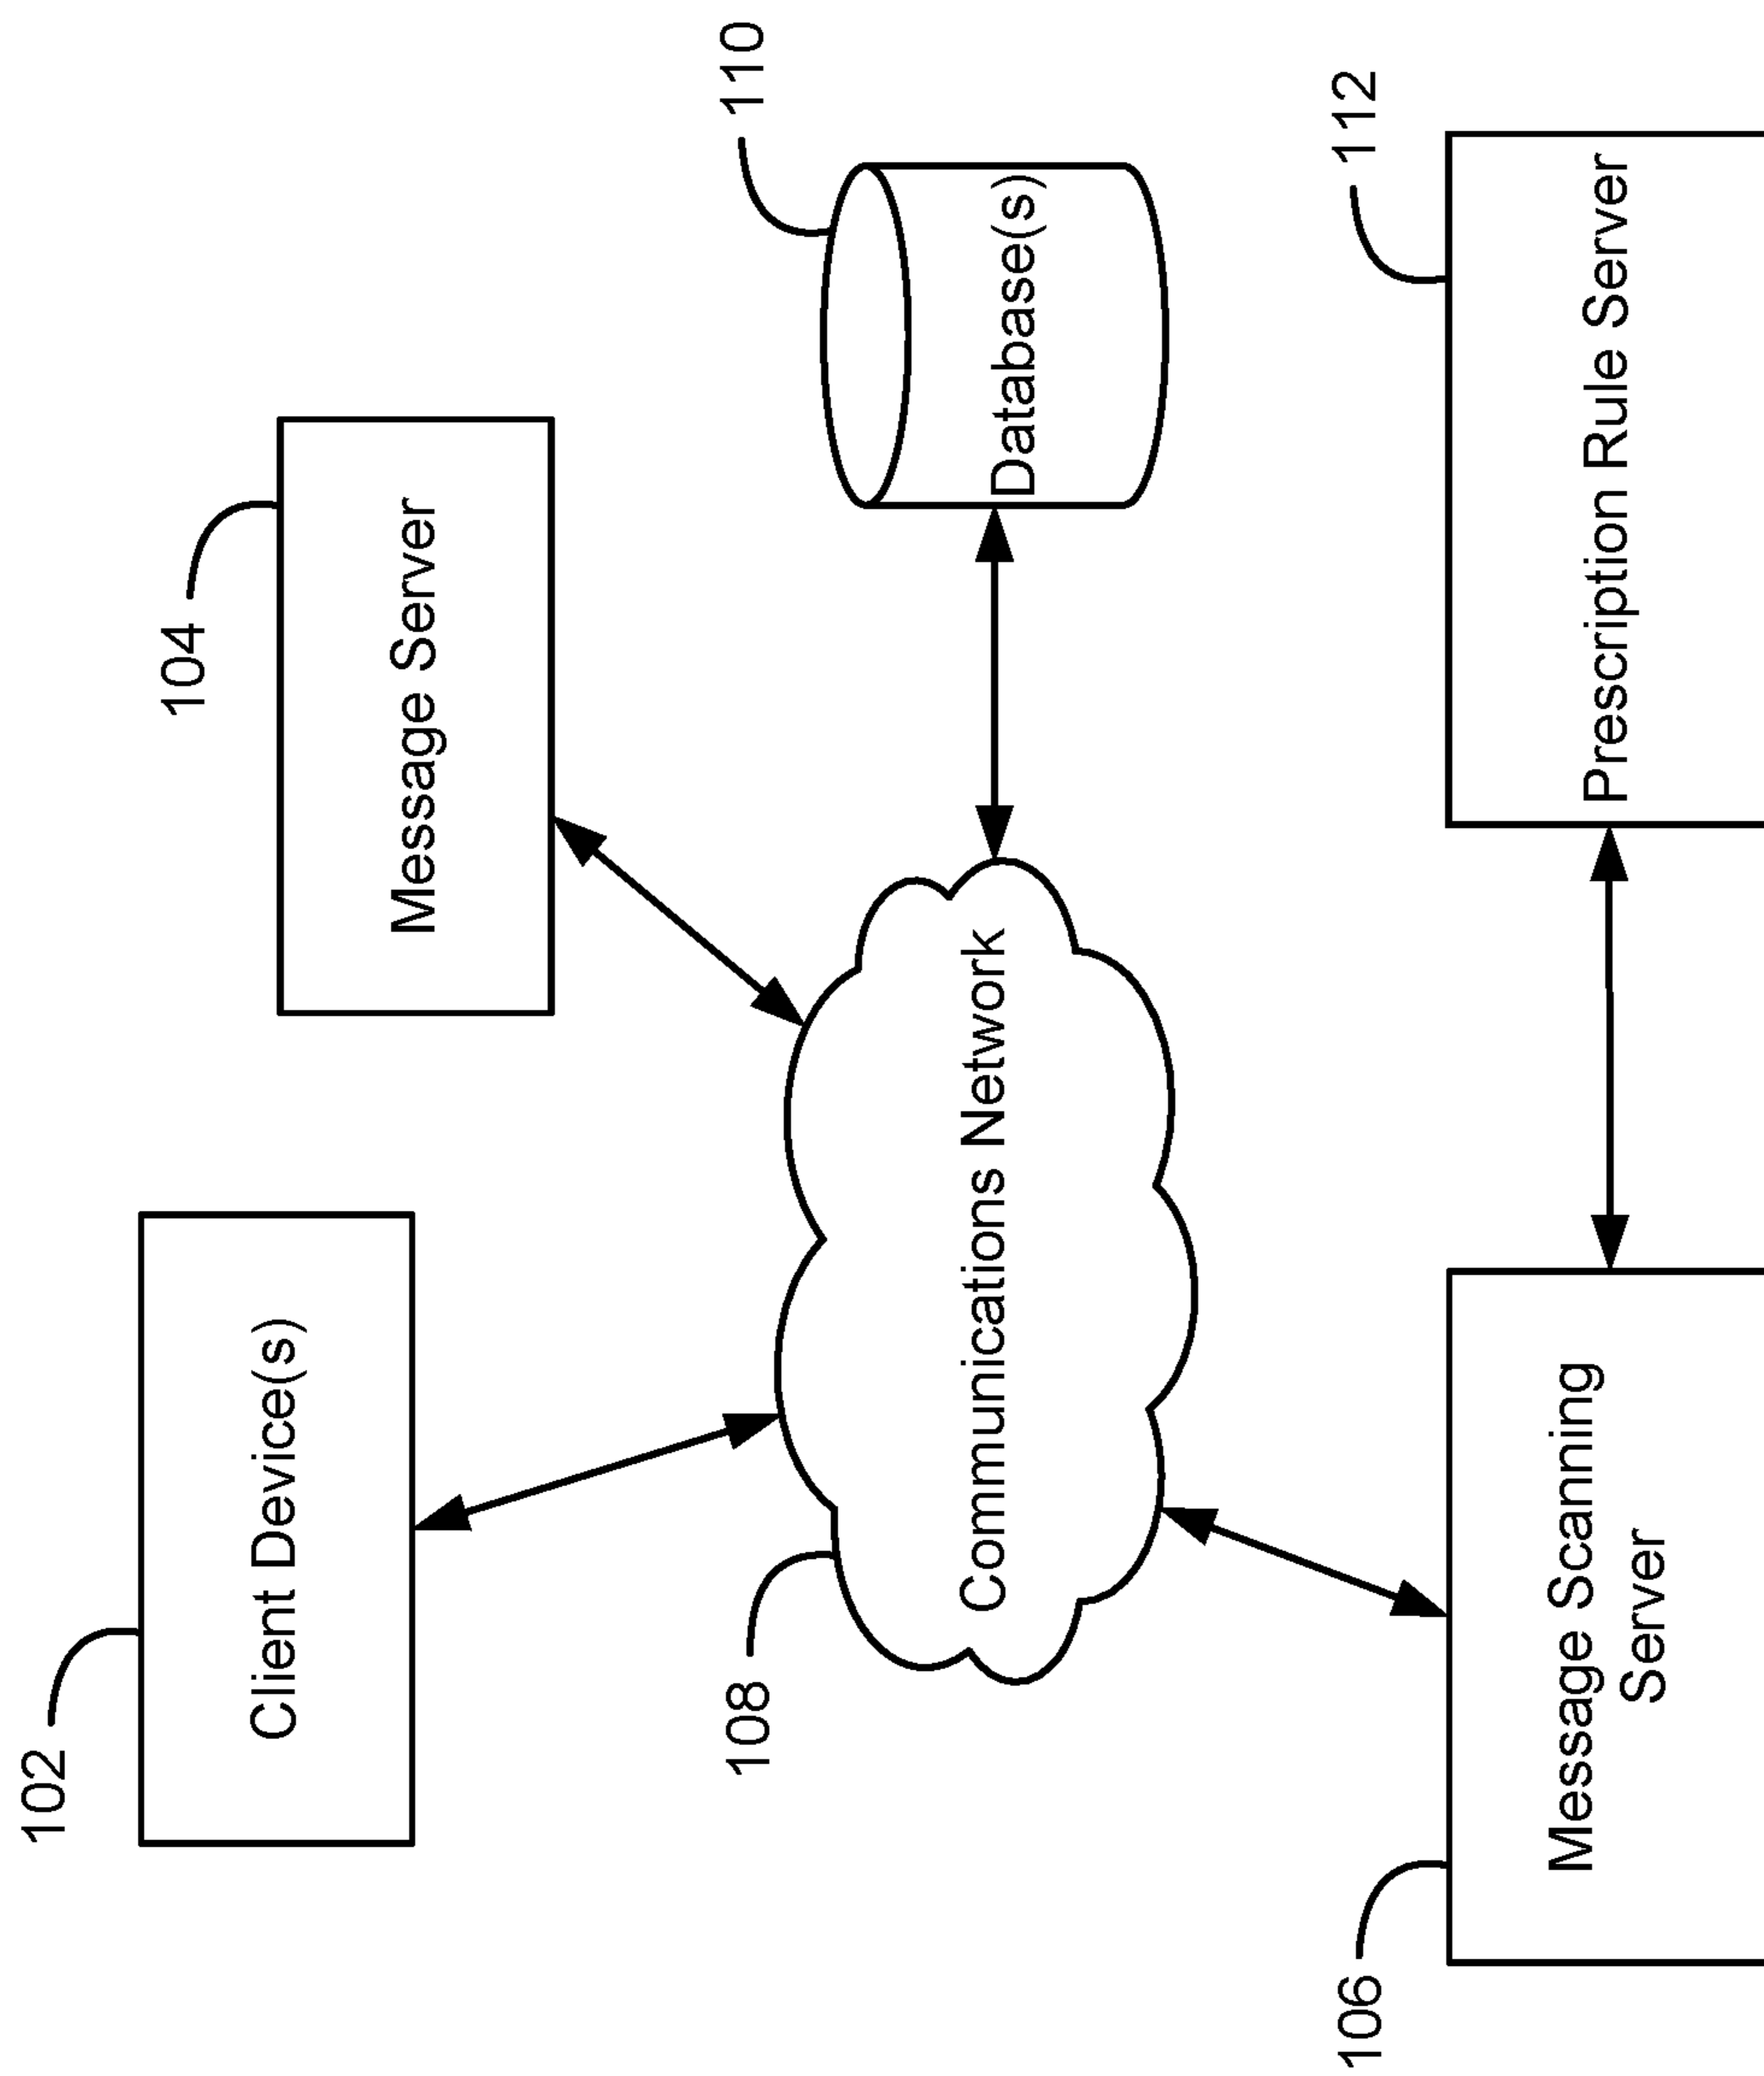 102
Client Device(s)
104
Message Server
108
Communications Network
110
Database(s)
106
Message Scanning
Server
112
Prescription Rule Server